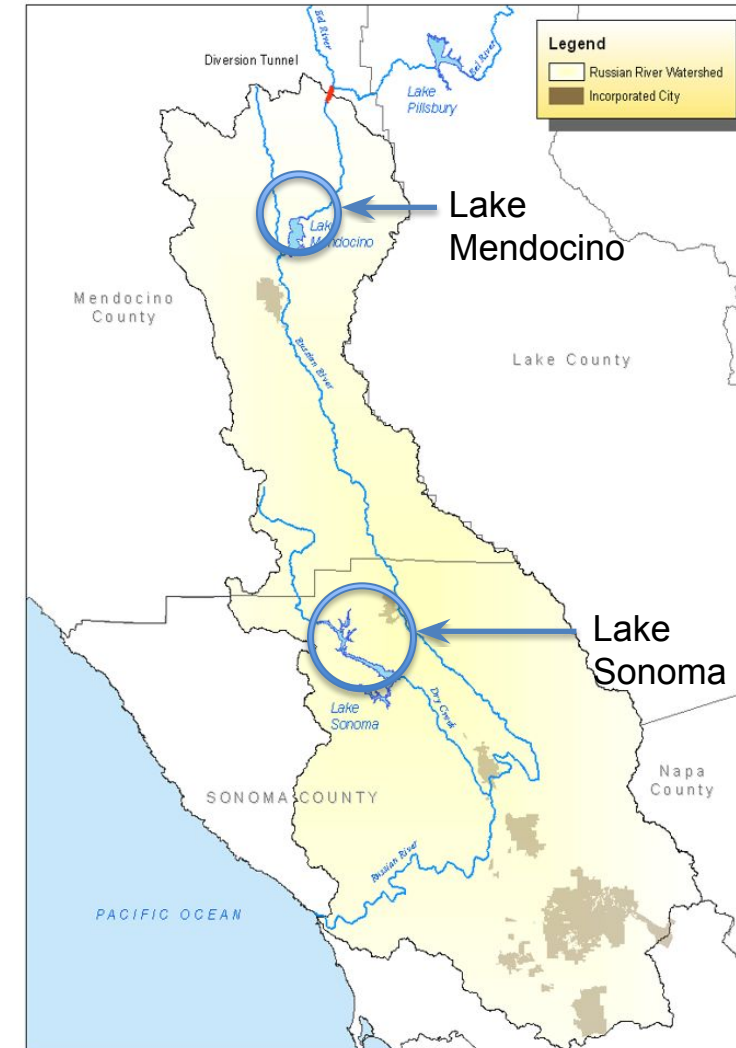 Eel River
Diversion Tunnel
Eel River
Lake
Pillsbury
Legend
Russian River Watershed
Incorporated City
Lake
Mendocino
Lake
Mendocino
Mendocino
County
Russian River
Lake County
Lake
Sonoma
Dry Creek
Lake
Sonoma
Napa
County
SONOMA COUNTY
Russian River
PACIFIC OCEAN